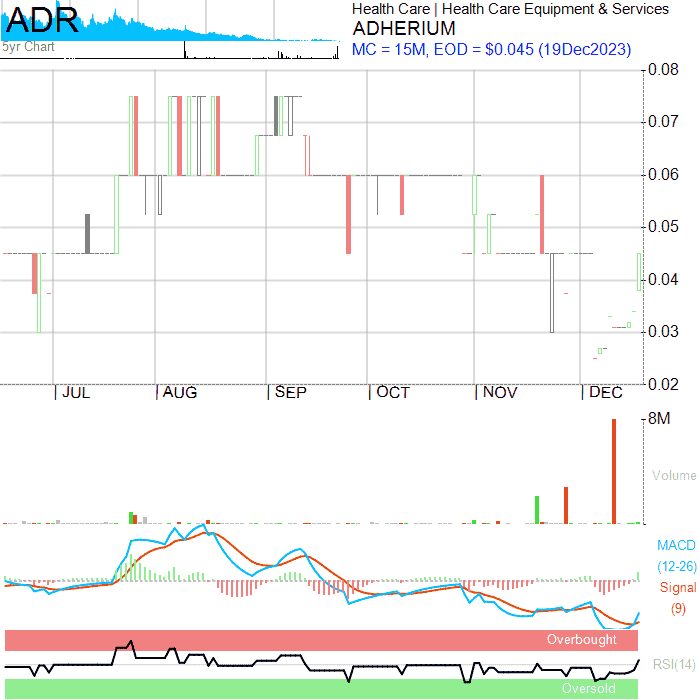 ADR
5yr Chart
Health Care | Health Care Equipment & Services
ADHERIUM
MC = 15M, EOD = $0.045 (19Dec2023)
0.08
0.07
0.06
0.05
0.04
0.03
0.02
JUL AUG SEP OCT NOV DEC
8M
Volume
MACD
(12-26)
Signal
(9)
Overbought
RSI(14)
Oversold